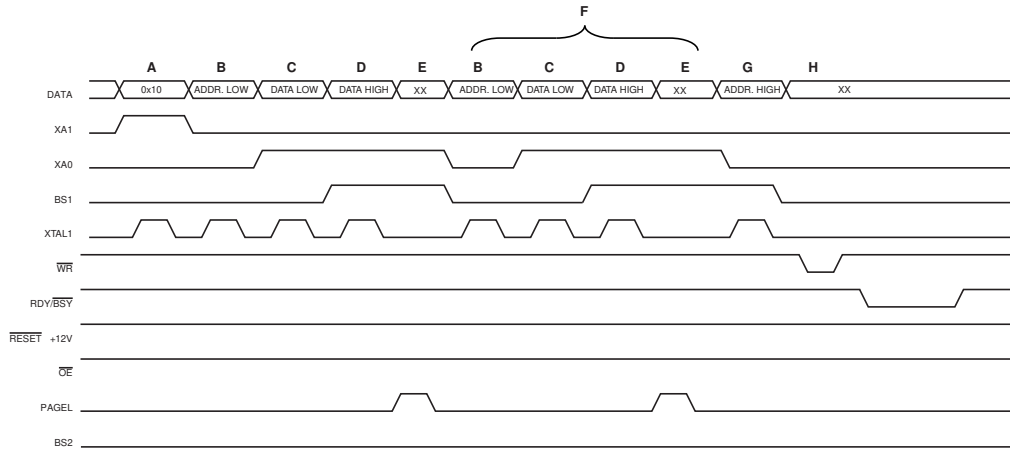 F
A B C D E B C D E G H
DATA 0x10 ADDR. LOW DATA LOW DATA HIGH XX ADDR. LOW DATA LOW DATA HIGH XX ADDR. HIGH XX
XA1
XA0
BS1
XTAL1
WR
RDY/BSY
RESET +12V
OE
PAGEL
BS2